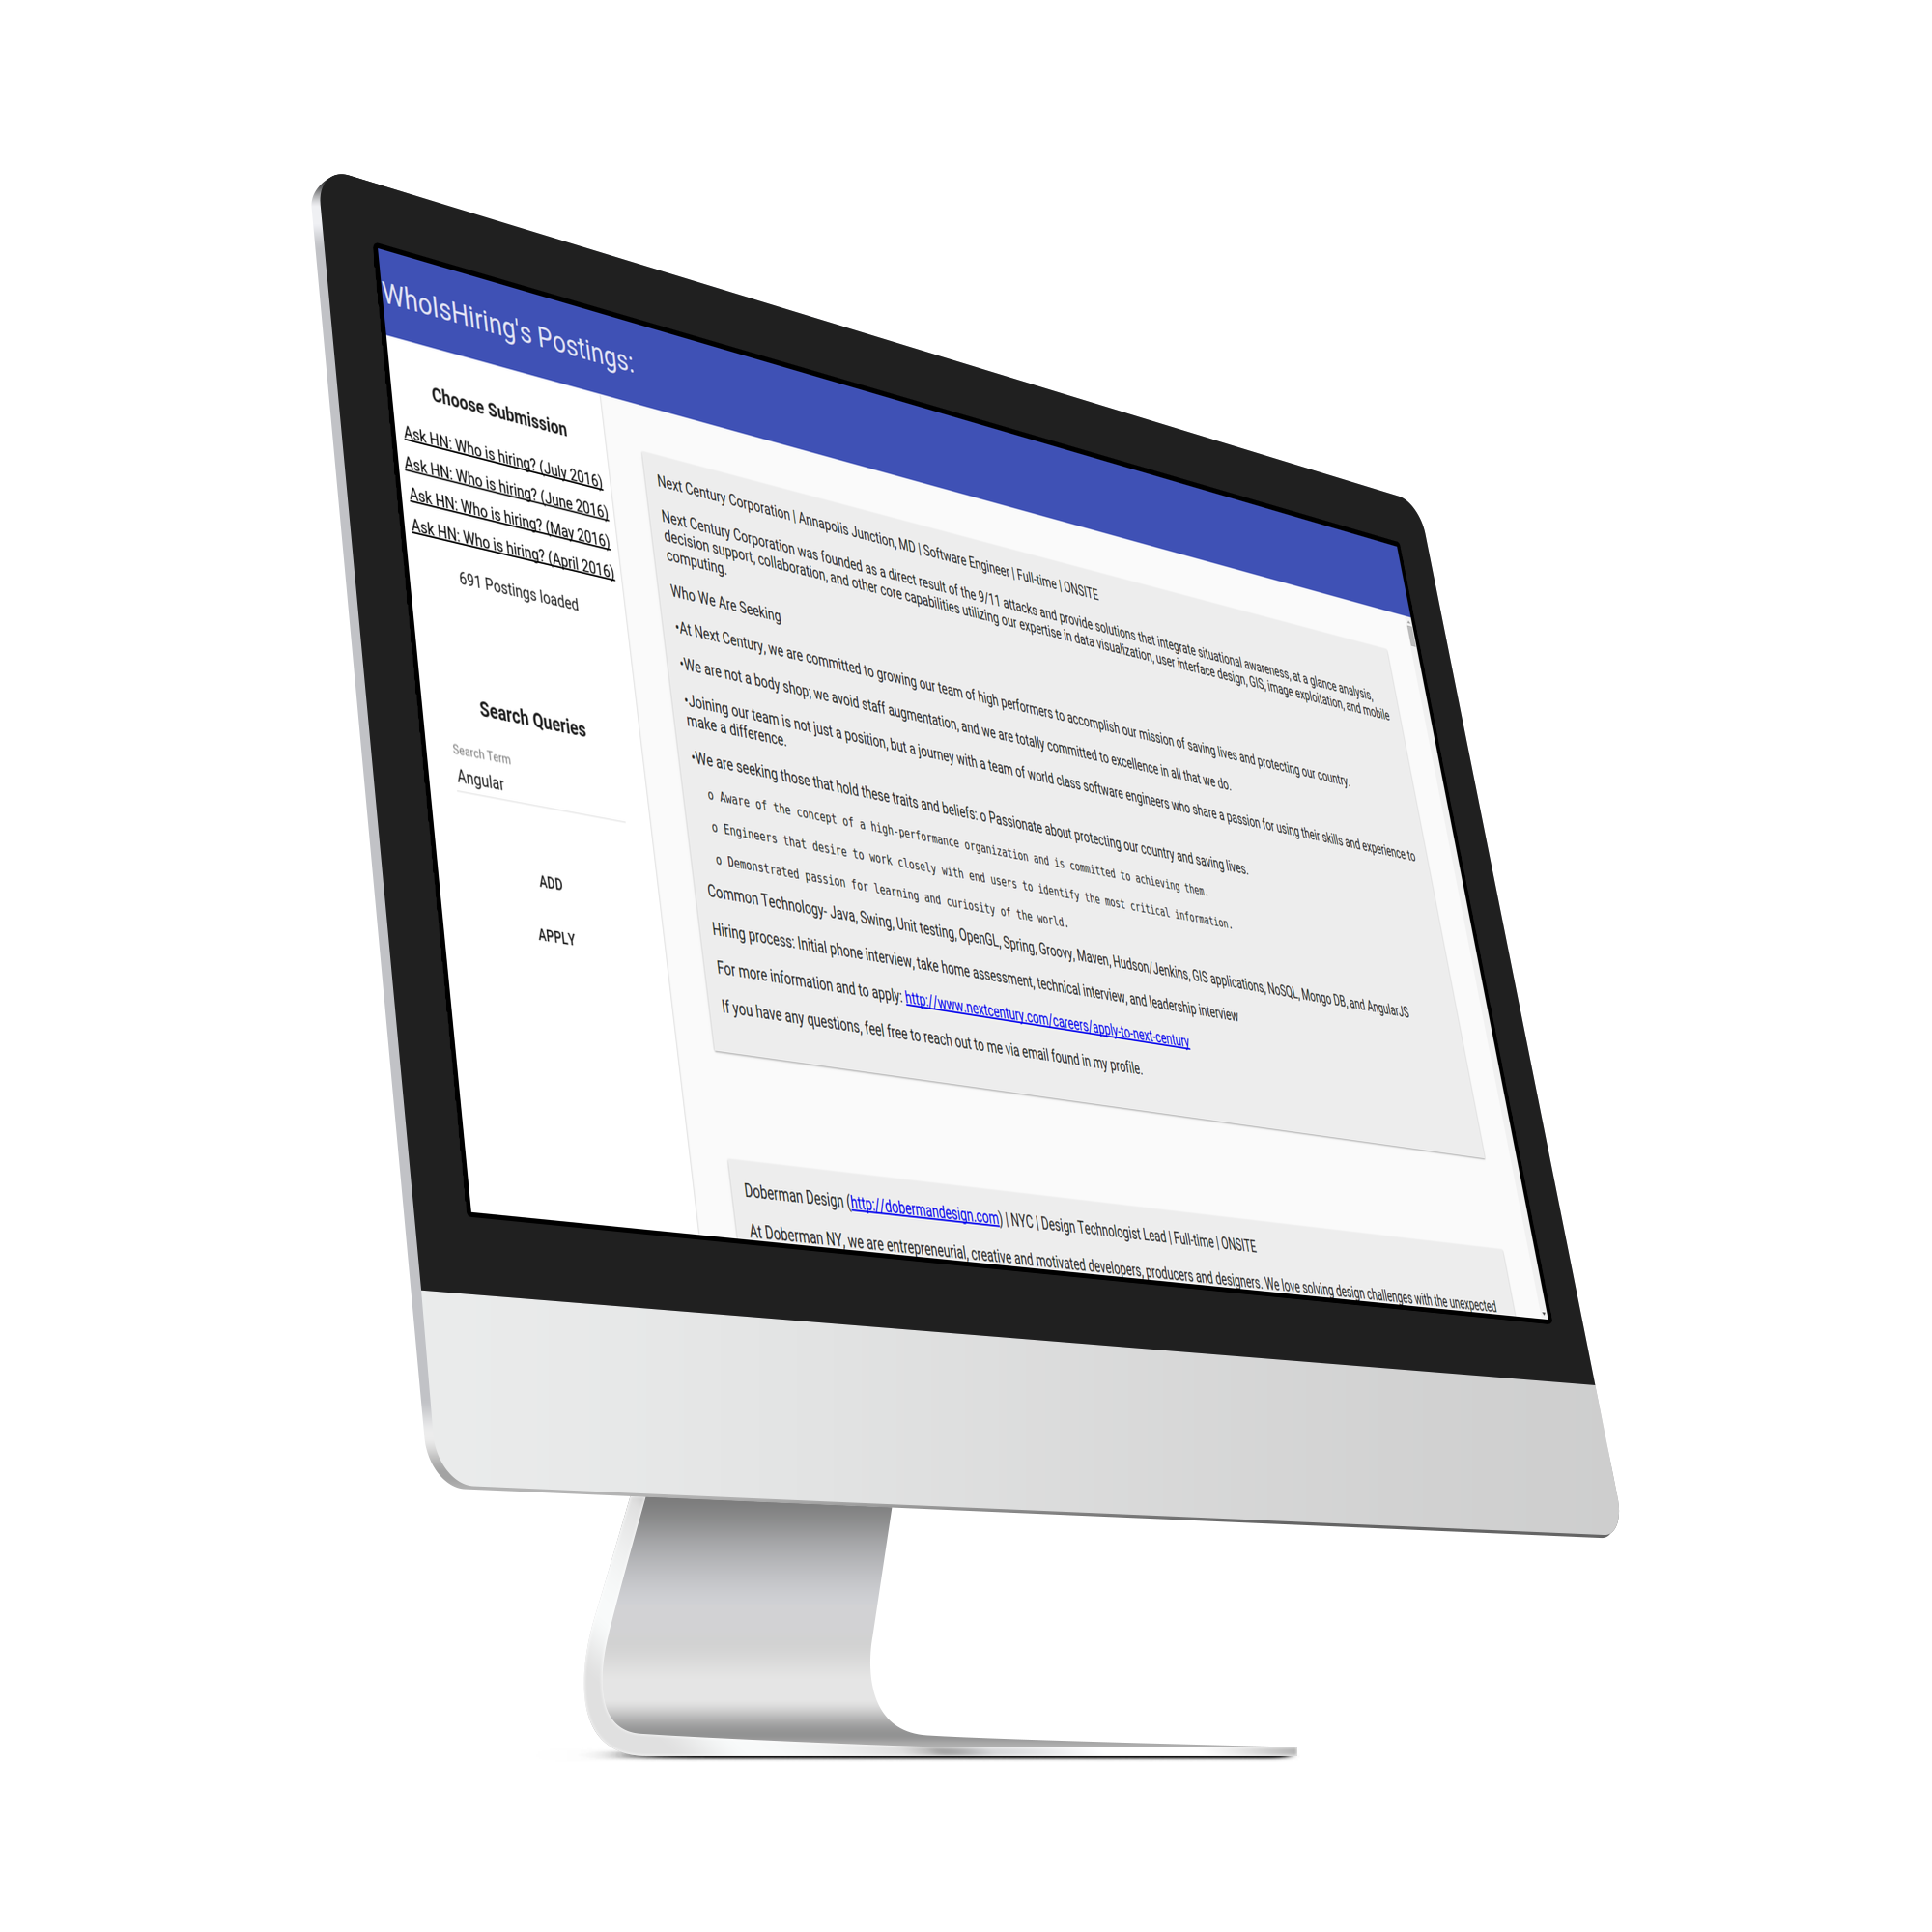 WhoIsHiring's Postings:
Choose Submission
Ask HN: Who is hiring? (July 2016)
Ask HN: Who is hiring? (June 2016)
Ask HN: Who is hiring? (May 2016)
Ask HN: Who is hiring? (April 2016)
691 Postings loaded
Search Queries
Search Term
Angular
ADD
APPLY
Next Century Corporation | Annapolis Junction, MD | Software Engineer | Full-time | ONSITE
Next Century Corporation was founded as a direct result of the 9/11 attacks and provide solutions that integrate situational awareness, at a glance analysis,
decision support, collaboration, and other core capabilities utilizing our expertise in data visualization, user interface design, GIS, image exploitation, and mobile
computing.
Who We Are Seeking
•At Next Century, we are committed to growing our team of high performers to accomplish our mission of saving lives and protecting our country.
•We are not a body shop; we avoid staff augmentation, and we are totally committed to excellence in all that we do.
•Joining our team is not just a position, but a journey with a team of world class software engineers who share a passion for using their skills and experience to
make a difference.
•We are seeking those that hold these traits and beliefs: o Passionate about protecting our country and saving lives.
o Aware of the concept of a high-performance organization and is committed to achieving them.
o Engineers that desire to work closely with end users to identify the most critical information.
o Demonstrated passion for learning and curiosity of the world.
Common Technology- Java, Swing, Unit testing, OpenGL, Spring, Groovy, Maven, Hudson/Jenkins, GIS applications, NoSQL, Mongo DB, and AngularJS
Hiring process: Initial phone interview, take home assessment, technical interview, and leadership interview
For more information and to apply: http://www.nextcentury.com/careers/apply-to-next-century
If you have any questions, feel free to reach out to me via email found in my profile.
Doberman Design (http://dobermandesign.com) | NYC | Design Technologist Lead | Full-time | ONSITE
At Doberman NY, we are entrepreneurial, creative and motivated developers, producers and designers. We love solving design challenges with the unexpected